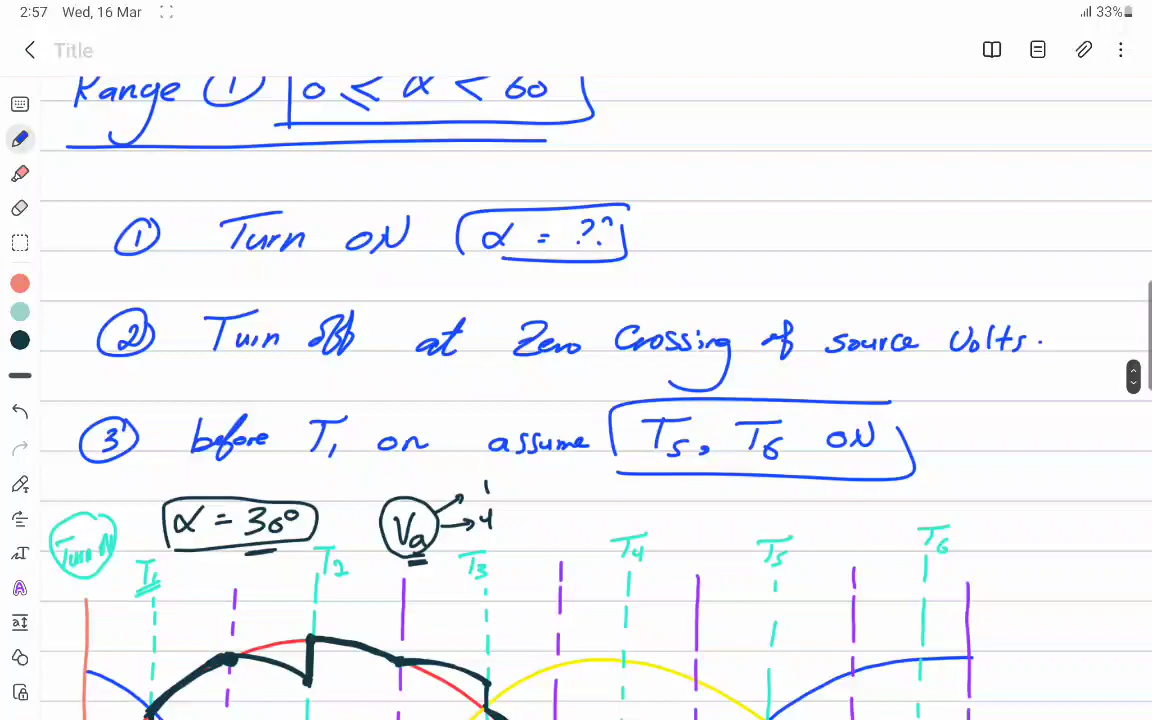 2:57 Wed, 16 Mar 33%
Title
Range ① 0 < α < 60
① Turn ON α = ??
② Turn off at Zero Crossing of source Volts.
③ before T1 on assume T5, T6 ON
α = 30° Va 1
4
Turn ON T1 T2 T3 T4 T5 T6